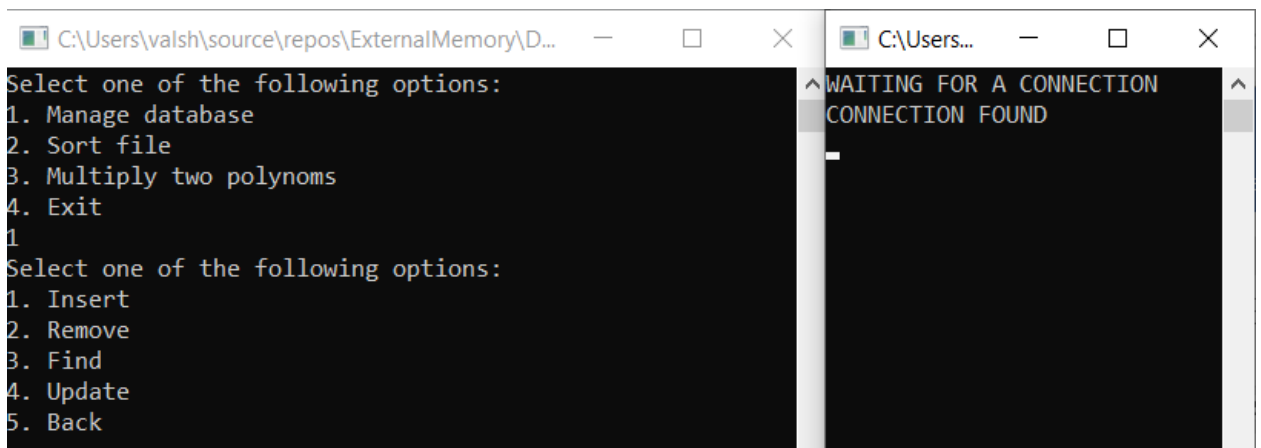 C:\Users\valsh\source\repos\ExternalMemory\D...
Select one of the following options:
1. Manage database
2. Sort file
3. Multiply two polynoms
4. Exit
1
Select one of the following options:
1. Insert
2. Remove
3. Find
4. Update
5. Back
C:\Users...
WAITING FOR A CONNECTION
CONNECTION FOUND